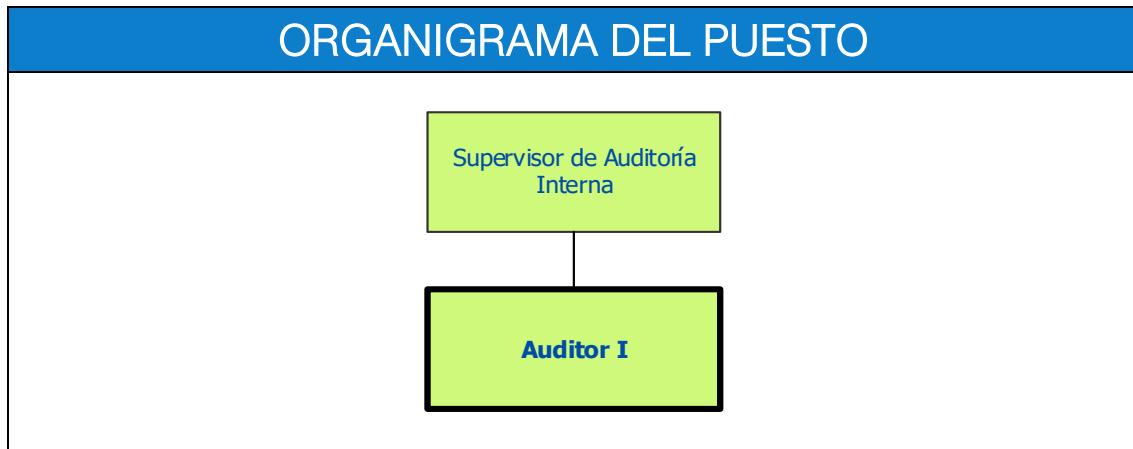 ORGANIGRAMA DEL PUESTO
Supervisor de Auditoría
Interna
Auditor I